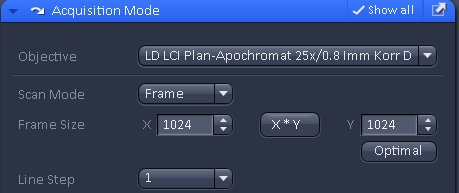 Acquisition Mode Show all
Objective LD LCI Plan-Apochromat 25x/0.8 Imm Korr D
Scan Mode Frame
Frame Size X 1024 X * Y Y 1024
Optimal
Line Step 1